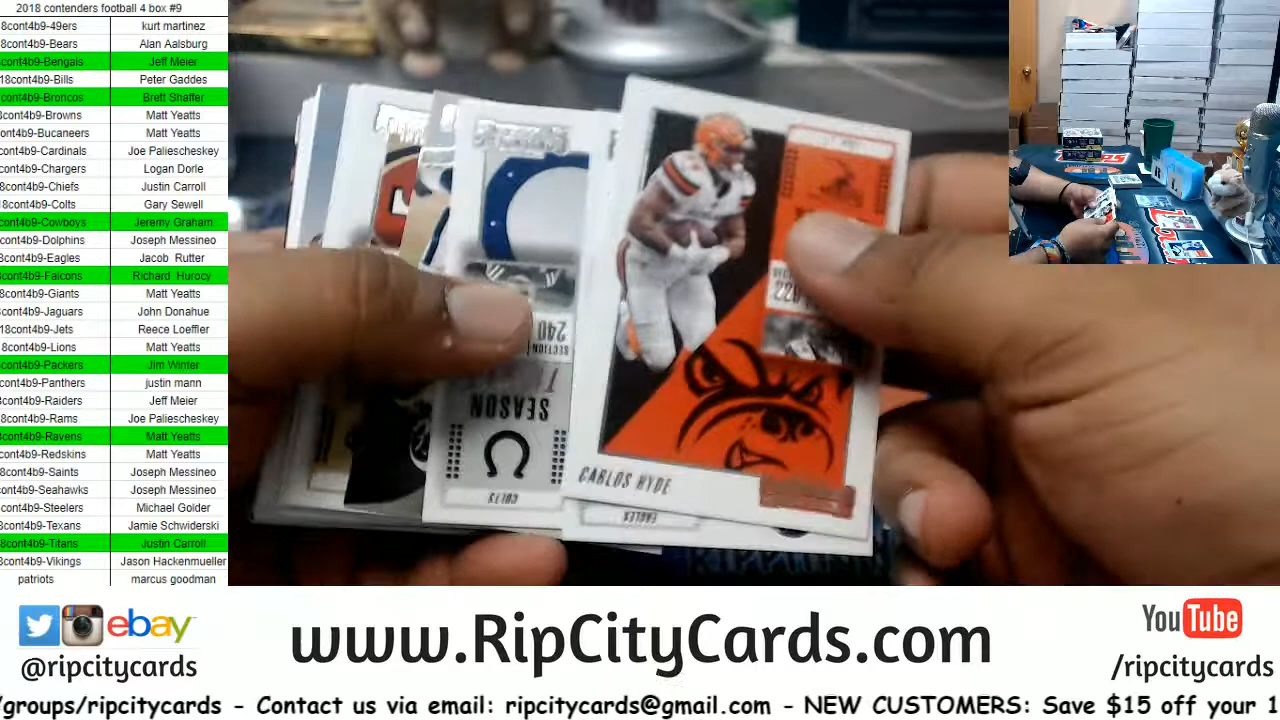 2018 contenders football 4 box #9
8cont4b9-49ers kurt martinez
8cont4b9-Bears Alan Aalsburg
cont4b9-Bengals Jeff Meier
18cont4b9-Bills Peter Gaddes
cont4b9-Broncos Brett Shaffer
8cont4b9-Browns Matt Yeatts
cont4b9-Bucaneers Matt Yeatts
cont4b9-Cardinals Joe Paliescheskey
cont4b9-Chargers Logan Dorle
8cont4b9-Chiefs Justin Carroll
18cont4b9-Colts Gary Sewell
cont4b9-Cowboys Jeremy Graham
cont4b9-Dolphins Joseph Messineo
8cont4b9-Eagles Jacob Rutter
cont4b9-Falcons Richard Hurocy
8cont4b9-Giants Matt Yeatts
cont4b9-Jaguars John Donahue
18cont4b9-Jets Reece Loeffler
8cont4b9-Lions Matt Yeatts
cont4b9-Packers Jim Winter
cont4b9-Panthers justin mann
8cont4b9-Raiders Jeff Meier
8cont4b9-Rams Joe Paliescheskey
cont4b9-Ravens Matt Yeatts
cont4b9-Redskins Matt Yeatts
8cont4b9-Saints Joseph Messineo
cont4b9-Seahawks Joseph Messineo
cont4b9-Steelers Michael Golder
8cont4b9-Texans Jamie Schwiderski
8cont4b9-Titans Justin Carroll
8cont4b9-Vikings Jason Hackenmueller
patriots marcus goodman
SECTION
240
SEASON
COLTS
EAGLES
CARLOS HYDE
ebay
@ripcitycards
www.RipCityCards.com
YouTube
/ripcitycards
/groups/ripcitycards - Contact us via email: ripcitycards@gmail.com - NEW CUSTOMERS: Save $15 off your 1